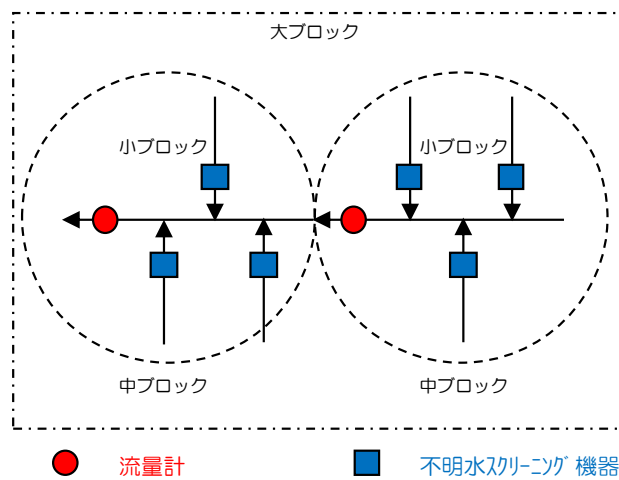 大ブロック
小ブロック
小ブロック
中ブロック
中ブロック
流量計
不明水ｽｸﾘｰﾆﾝｸﾞ機器